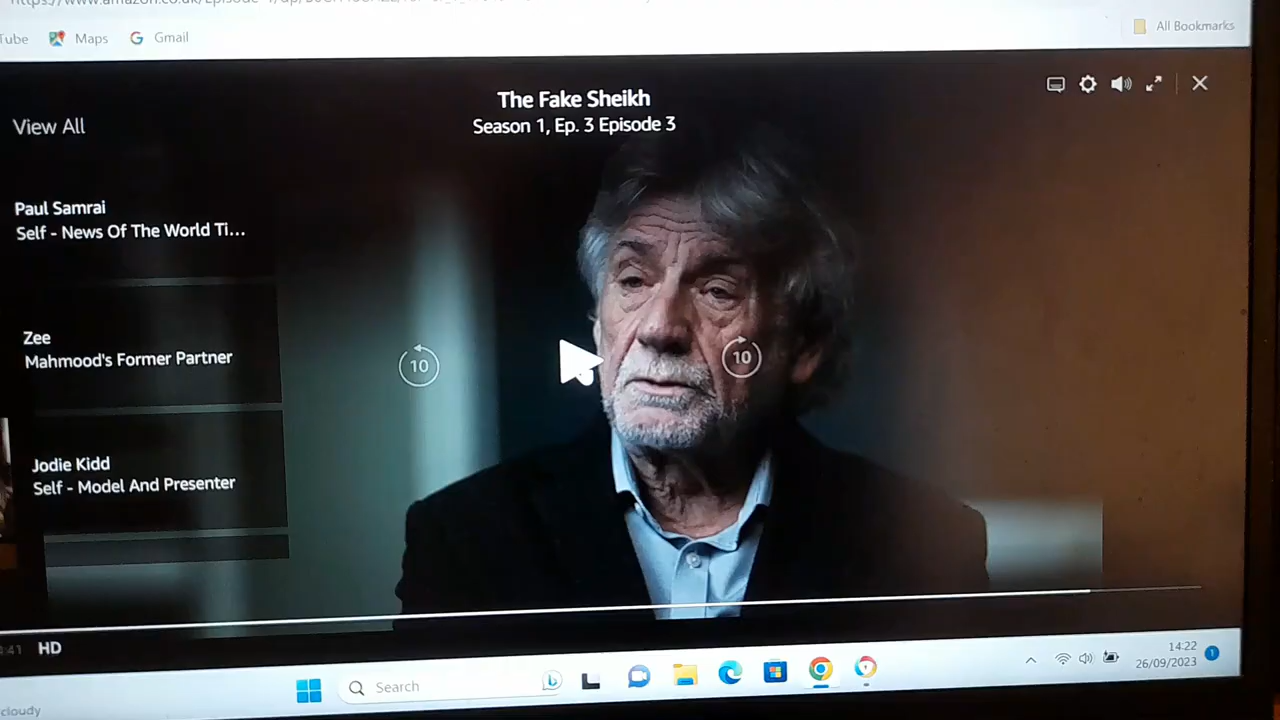 Tube Maps Gmail All Bookmarks
The Fake Sheikh
Season 1, Ep. 3 Episode 3
View All
Paul Samrai
Self - News Of The World Ti...
Zee
Mahmood's Former Partner
Jodie Kidd
Self - Model And Presenter
10
10
:41 HD
Search
14:22
26/09/2023
1
cloudy